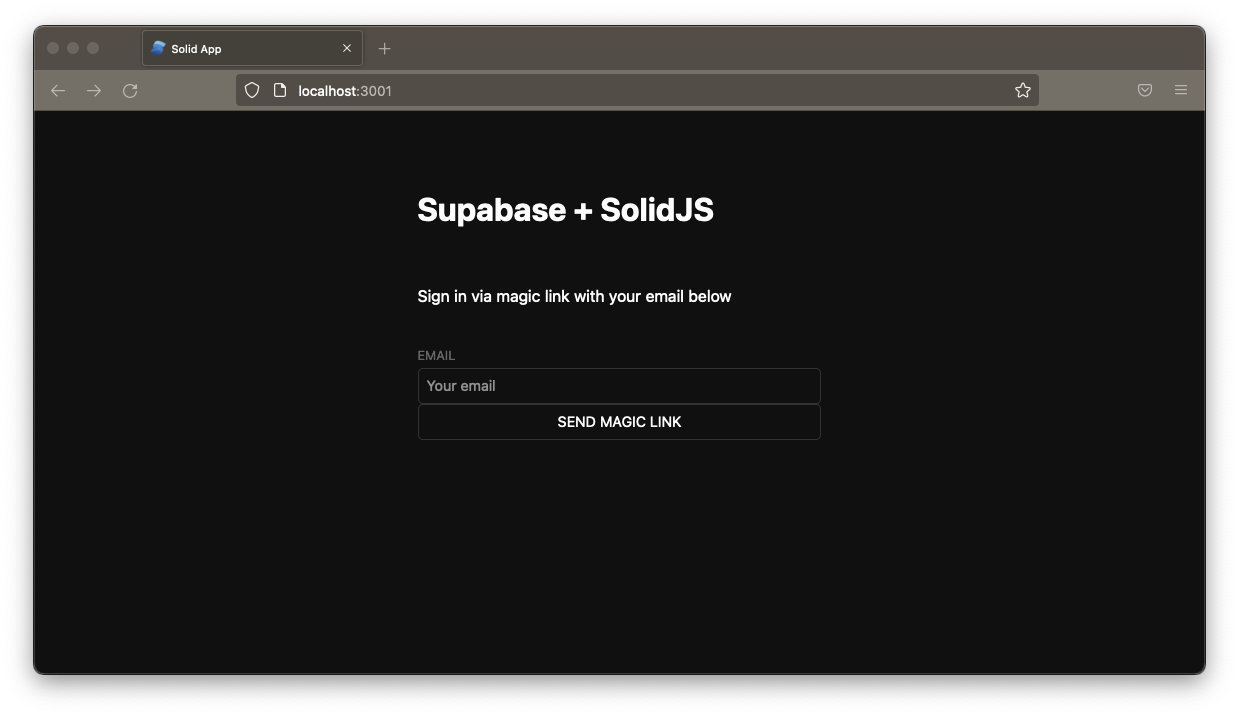 Solid App
localhost:3001
Supabase + SolidJS
Sign in via magic link with your email below
EMAIL
Your email
SEND MAGIC LINK